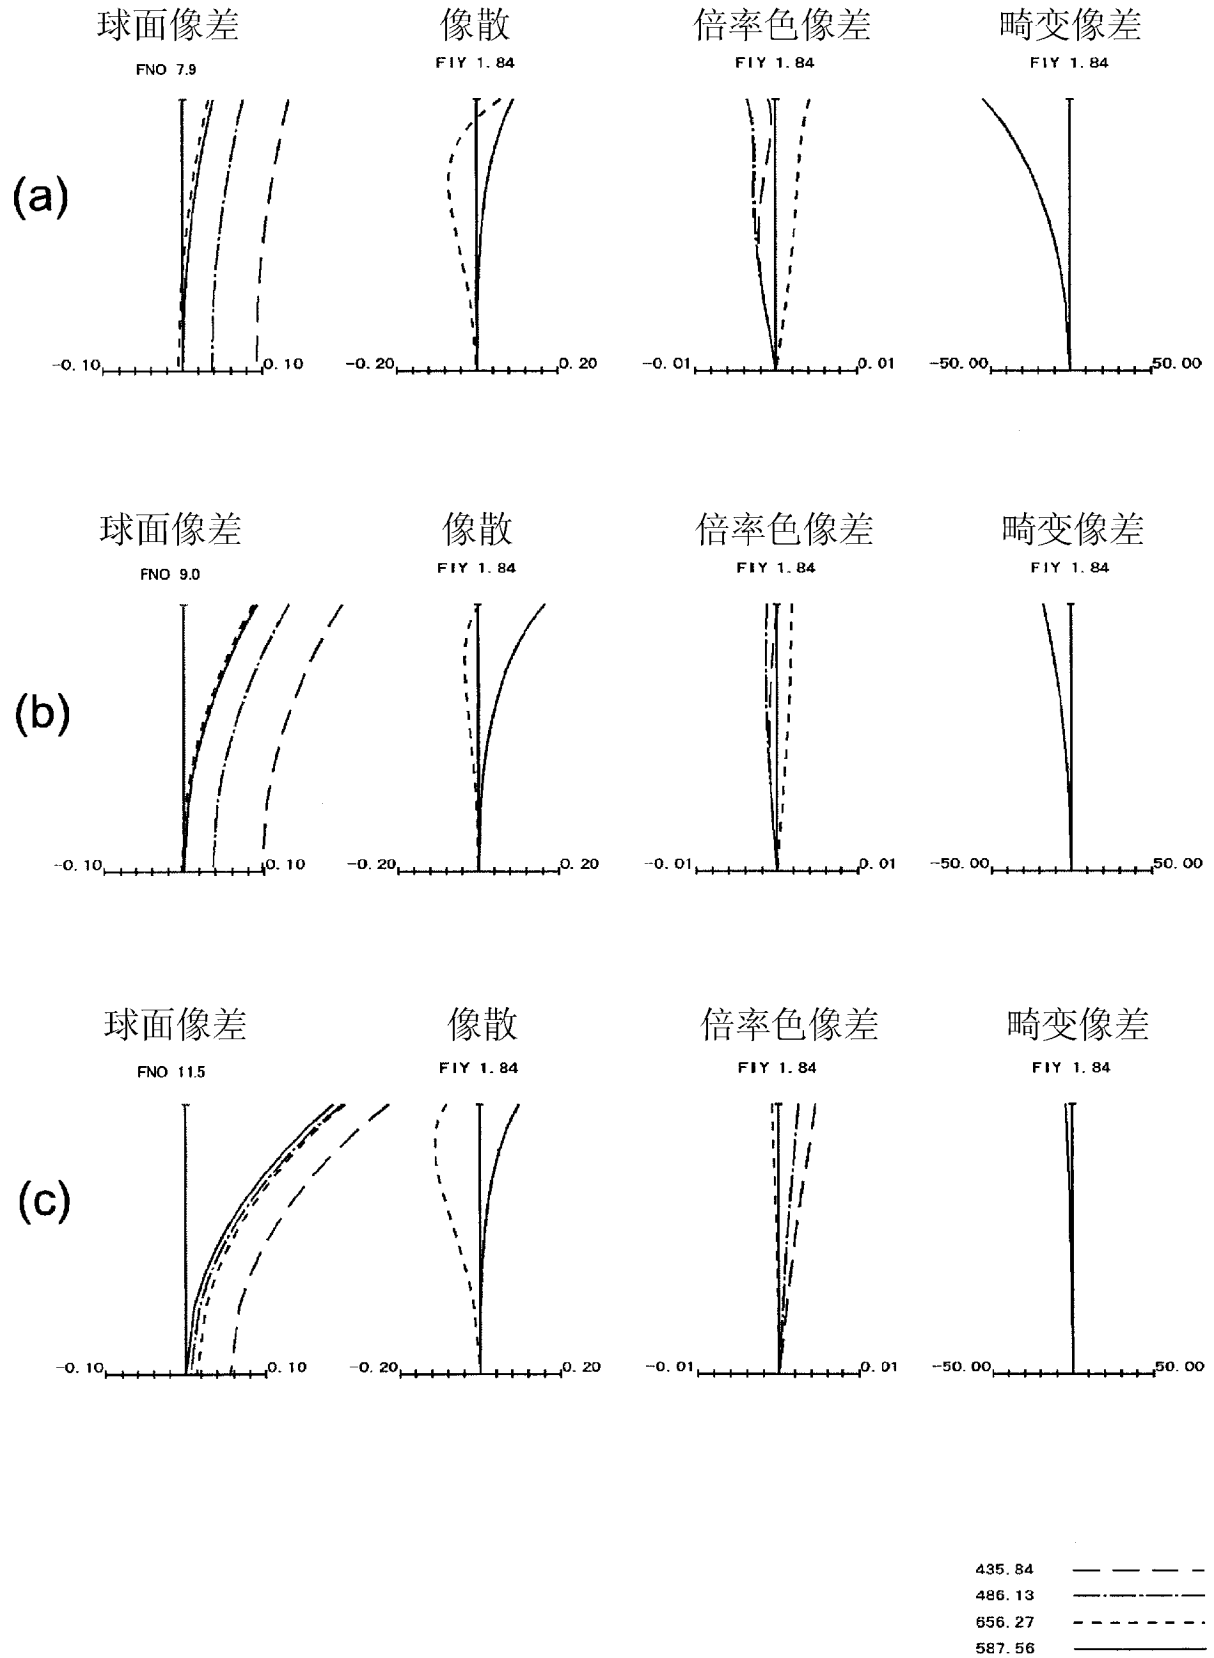 球面像差 像散 倍率色像差 畸变像差
FNO 7.9 FIY 1.84 FIY 1.84 FIY 1.84
(a)
-0.10 0.10 -0.20 0.20 -0.01 0.01 -50.00 50.00
球面像差 像散 倍率色像差 畸变像差
FNO 9.0 FIY 1.84 FIY 1.84 FIY 1.84
(b)
-0.10 0.10 -0.20 0.20 -0.01 0.01 -50.00 50.00
球面像差 像散 倍率色像差 畸变像差
FNO 11.5 FIY 1.84 FIY 1.84 FIY 1.84
(c)
-0.10 0.10 -0.20 0.20 -0.01 0.01 -50.00 50.00
435.84
486.13
656.27
587.56